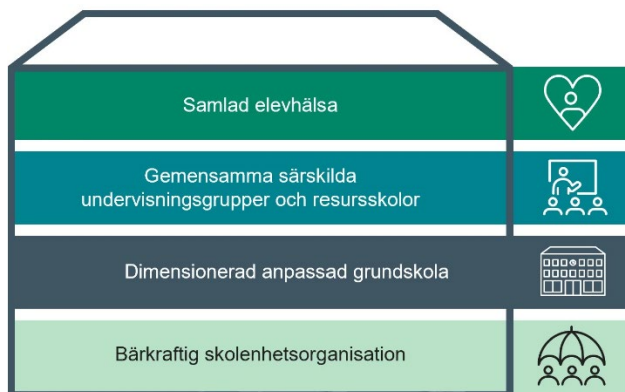 Samlad elevhälsa
Gemensamma särskilda
undervisningsgrupper och resursskolor
Dimensionerad anpassad grundskola
Bärkraftig skolenhetsorganisation